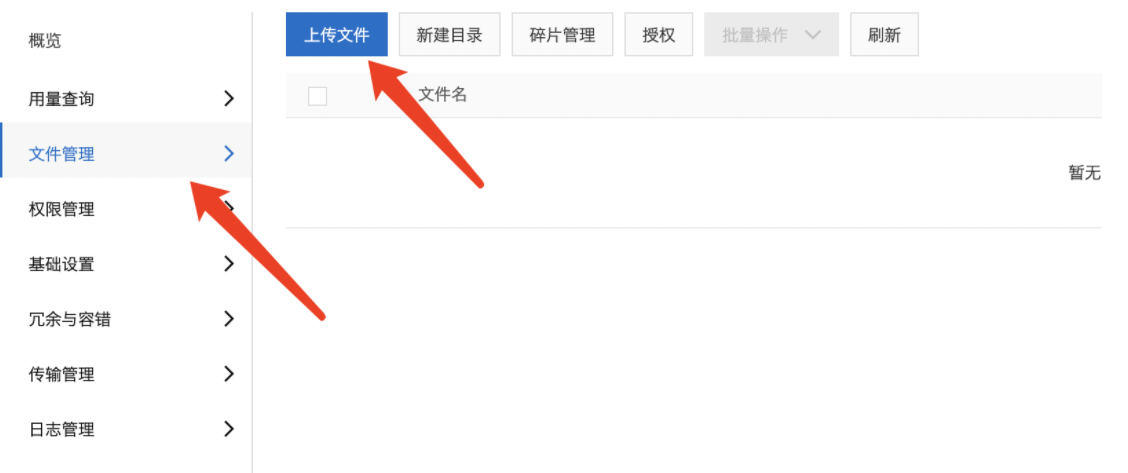 概览
用量查询
文件管理
权限管理
基础设置
冗余与容错
传输管理
日志管理
上传文件 新建目录 碎片管理 授权 批量操作 刷新
文件名
暂无